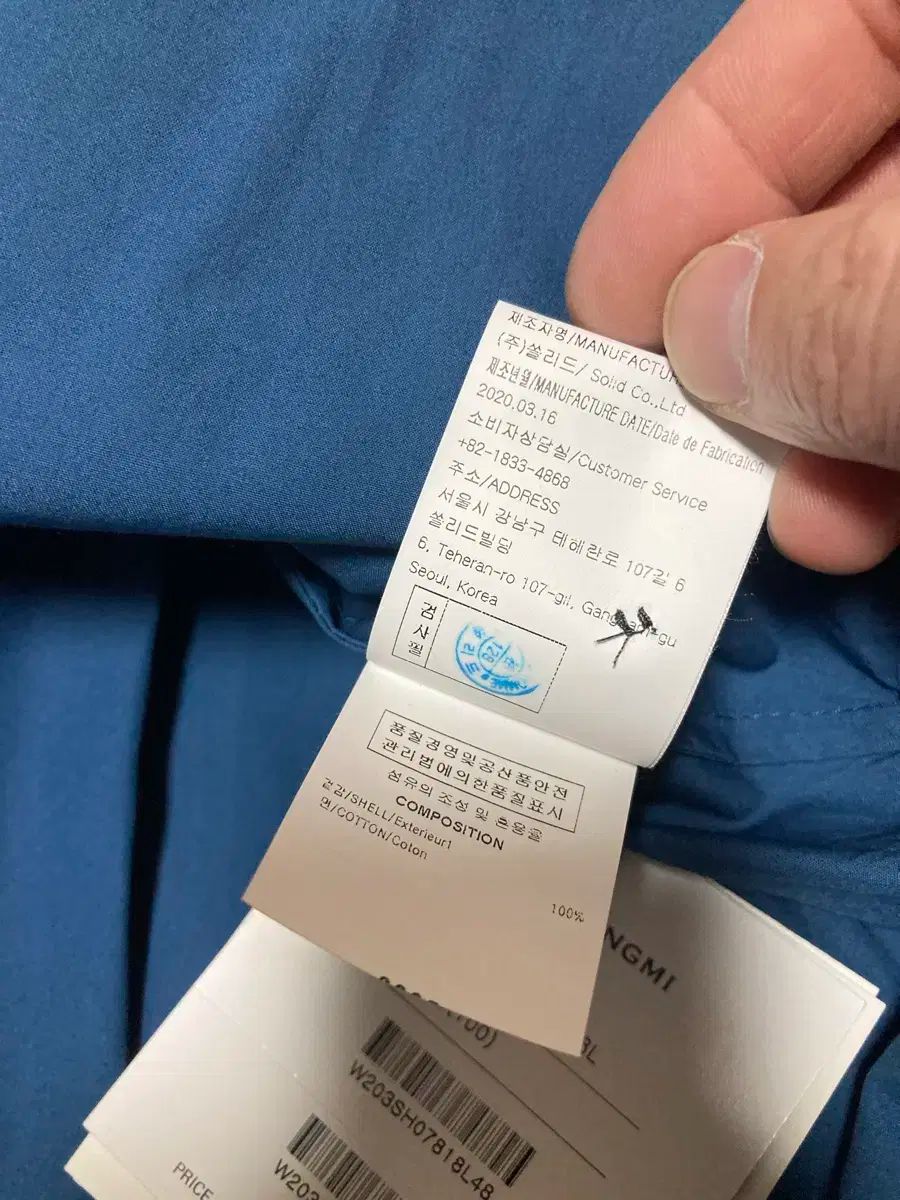 제조자명/MANUFACTUR
(주)쏠리드/ Solid Co.,Ltd
제조년월/MANUFACTURE DATE/Date de Fabrication
2020.03.16
소비자상담실/Customer Service
+82-1833-4868
주소/ADDRESS
서울시 강남구 테헤란로 107길 6
쏠리드빌딩
6, Teheran-ro 107-gil,
Seoul, Korea
검사필
품질경영및공산품안전
관리법에의한품질표시
섬유의 조성 및 혼용율
COMPOSITION
겉감/SHELL/Exterieur1
면/COTTON/Coton
100%
NGMI
W203SH07818L48
W203
PRICE